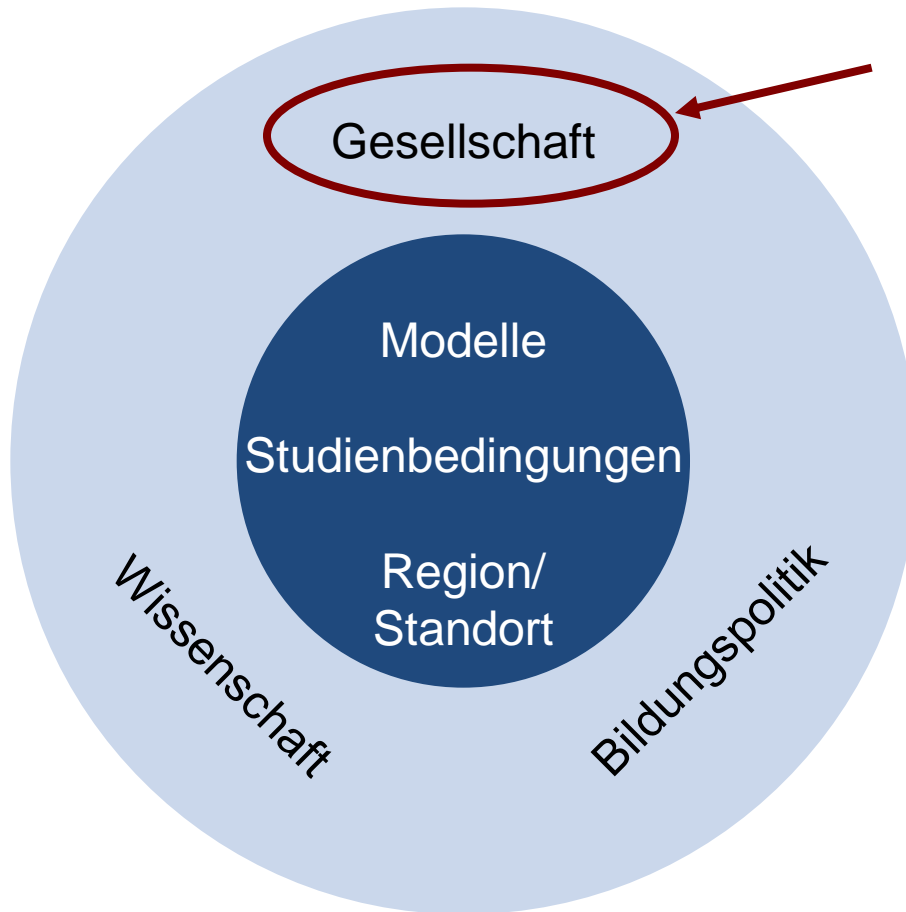 Gesellschaft
Modelle
Studienbedingungen
Region/
Standort
Wissenschaft
Bildungspolitik